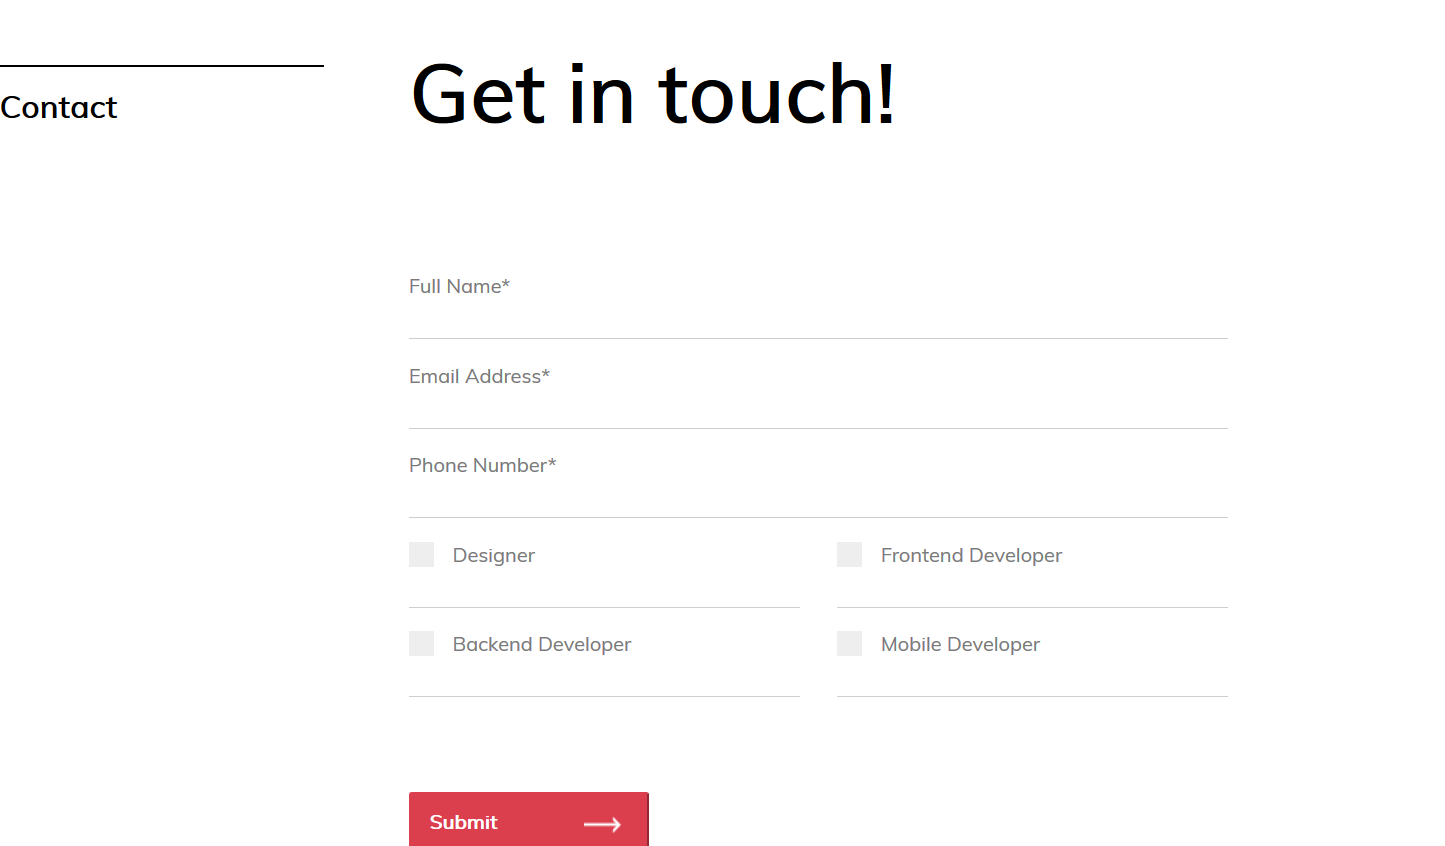 Contact
Get in touch!
Full Name*
Email Address*
Phone Number*
Designer
Frontend Developer
Backend Developer
Mobile Developer
Submit